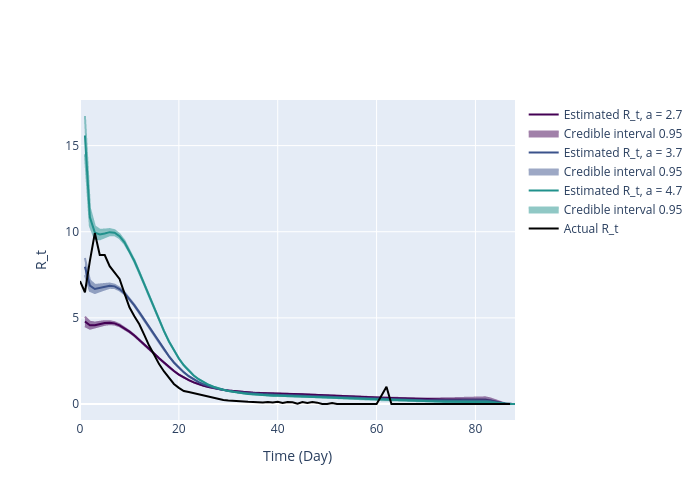 15
10
5
0
0
20
40
60
80
R_t
Time (Day)
Estimated R_t, a = 2.7
Credible interval 0.95
Estimated R_t, a = 3.7
Credible interval 0.95
Estimated R_t, a = 4.7
Credible interval 0.95
Actual R_t